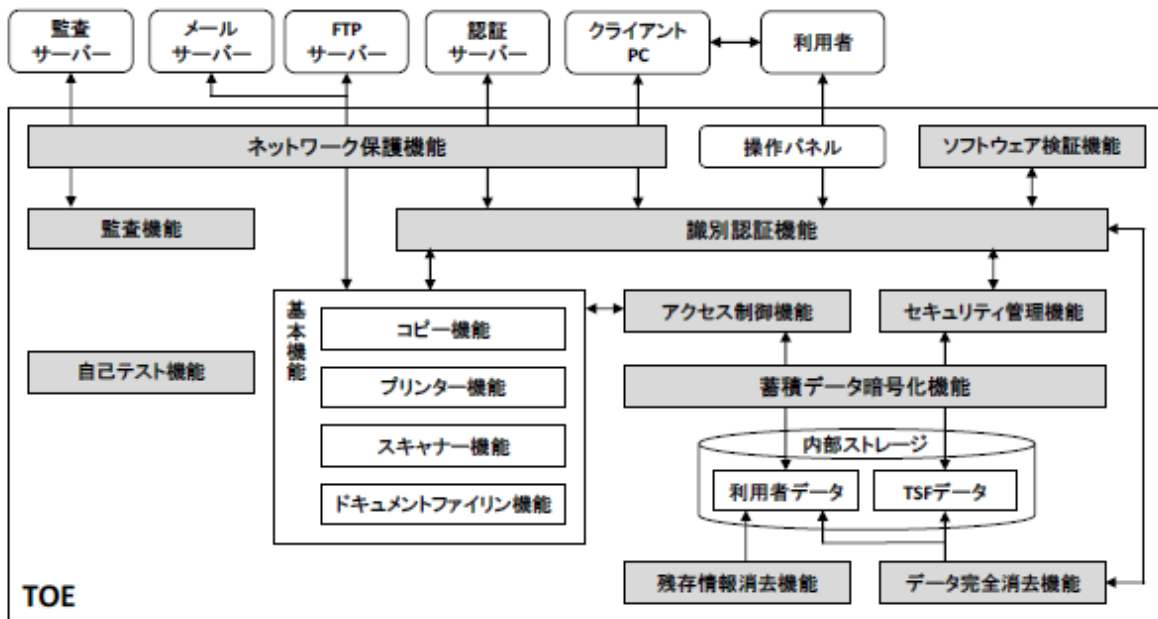 監査
サーバー
メール
サーバー
FTP
サーバー
認証
サーバー
クライアント
PC
利用者
ネットワーク保護機能
操作パネル
ソフトウェア検証機能
監査機能
識別認証機能
基本機能
コピー機能
アクセス制御機能
セキュリティ管理機能
自己テスト機能
プリンター機能
蓄積データ暗号化機能
スキャナー機能
内部ストレージ
ドキュメントファイリン機能
利用者データ
TSFデータ
残存情報消去機能
データ完全消去機能
TOE